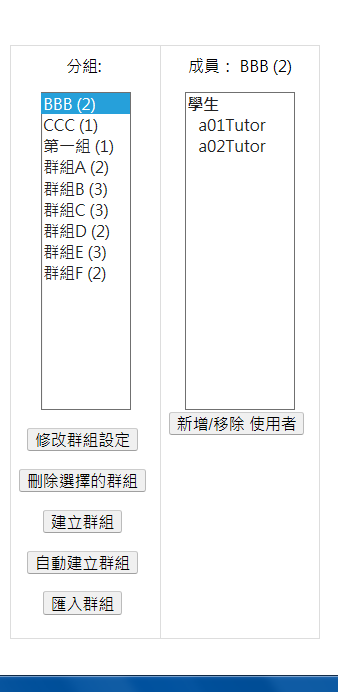 分組:
BBB (2)
CCC (1)
第一組 (1)
群組A (2)
群組B (3)
群組C (3)
群組D (2)
群組E (3)
群組F (2)
修改群組設定
刪除選擇的群組
建立群組
自動建立群組
匯入群組
成員： BBB (2)
學生
a01Tutor
a02Tutor
新增/移除 使用者